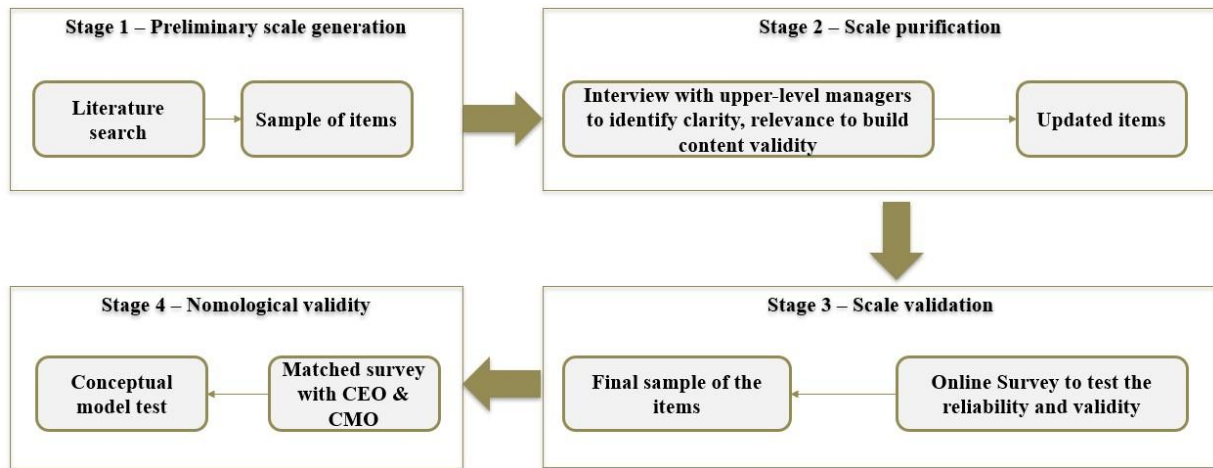 Stage 1 – Preliminary scale generation
Literature
search
Sample of items
Stage 2 – Scale purification
Interview with upper-level managers
to identify clarity, relevance to build
content validity
Updated items
Stage 3 – Scale validation
Online Survey to test the
reliability and validity
Final sample of the
items
Stage 4 – Nomological validity
Matched survey
with CEO &
CMO
Conceptual
model test